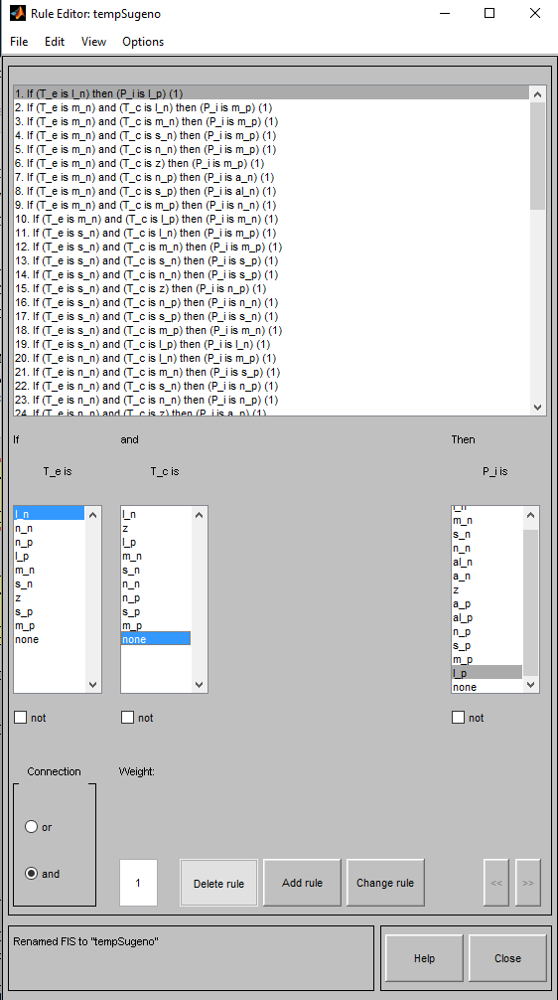 Rule Editor: tempSugeno
File Edit View Options
1. If (T_e is l_n) then (P_i is l_p) (1)
2. If (T_e is m_n) and (T_c is l_n) then (P_i is m_p) (1)
3. If (T_e is m_n) and (T_c is m_n) then (P_i is m_p) (1)
4. If (T_e is m_n) and (T_c is s_n) then (P_i is m_p) (1)
5. If (T_e is m_n) and (T_c is n_n) then (P_i is m_p) (1)
6. If (T_e is m_n) and (T_c is z) then (P_i is m_p) (1)
7. If (T_e is m_n) and (T_c is n_p) then (P_i is a_n) (1)
8. If (T_e is m_n) and (T_c is s_p) then (P_i is al_n) (1)
9. If (T_e is m_n) and (T_c is m_p) then (P_i is n_n) (1)
10. If (T_e is m_n) and (T_c is l_p) then (P_i is m_n) (1)
11. If (T_e is s_n) and (T_c is l_n) then (P_i is m_p) (1)
12. If (T_e is s_n) and (T_c is m_n) then (P_i is m_p) (1)
13. If (T_e is s_n) and (T_c is s_n) then (P_i is s_p) (1)
14. If (T_e is s_n) and (T_c is n_n) then (P_i is s_p) (1)
15. If (T_e is s_n) and (T_c is z) then (P_i is n_p) (1)
16. If (T_e is s_n) and (T_c is n_p) then (P_i is n_n) (1)
17. If (T_e is s_n) and (T_c is s_p) then (P_i is s_n) (1)
18. If (T_e is s_n) and (T_c is m_p) then (P_i is m_n) (1)
19. If (T_e is s_n) and (T_c is l_p) then (P_i is l_n) (1)
20. If (T_e is n_n) and (T_c is l_n) then (P_i is m_p) (1)
21. If (T_e is n_n) and (T_c is m_n) then (P_i is s_p) (1)
22. If (T_e is n_n) and (T_c is s_n) then (P_i is n_p) (1)
23. If (T_e is n_n) and (T_c is n_n) then (P_i is n_p) (1)
24. If (T_e is n_n) and (T_c is z) then (P_i is a_n) (1)
If
T_e is
l_n
n_n
n_p
l_p
m_n
s_n
z
s_p
m_p
none
not
and
T_c is
l_n
z
l_p
m_n
s_n
n_n
n_p
s_p
m_p
none
not
Then
P_i is
l_n
m_n
s_n
n_n
al_n
a_n
z
a_p
al_p
n_p
s_p
m_p
l_p
none
not
Connection
or
and
Weight:
1
Delete rule
Add rule
Change rule
<<
>>
Renamed FIS to "tempSugeno"
Help
Close